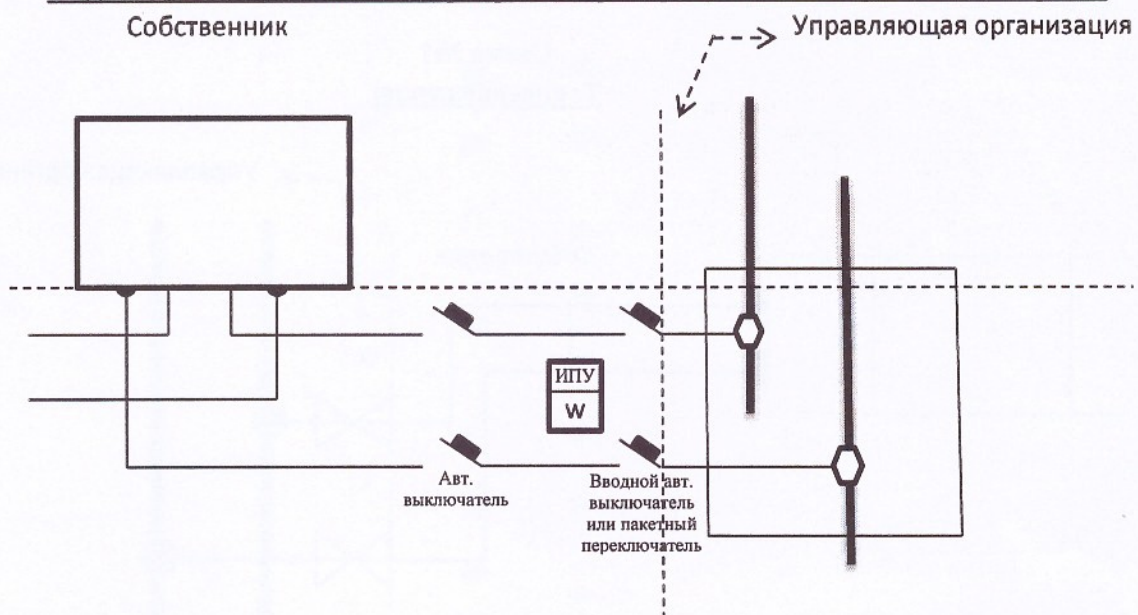 Собственник
Управляющая организация
ИПУ
W
Авт.
выключатель
Вводной авт.
выключатель
или пакетный
переключатель